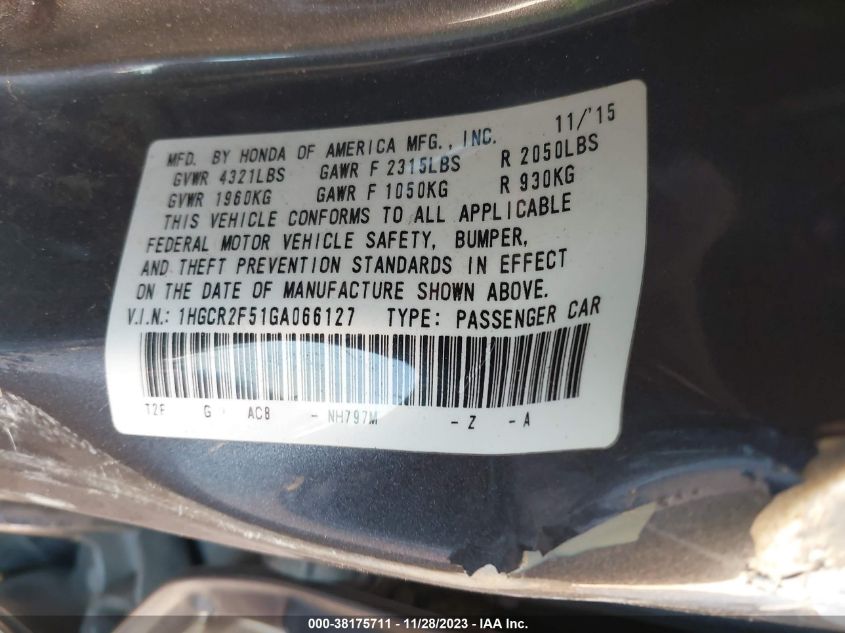 11/'15
MFD. BY HONDA OF AMERICA MFG., INC.
GVWR 4321LBS GAWR F 2315LBS R 2050LBS
GVWR 1960KG GAWR F 1050KG R 930KG
THIS VEHICLE CONFORMS TO ALL APPLICABLE
FEDERAL MOTOR VEHICLE SAFETY, BUMPER,
AND THEFT PREVENTION STANDARDS IN EFFECT
ON THE DATE OF MANUFACTURE SHOWN ABOVE.
V.I.N.: 1HGCR2F51GA066127 TYPE: PASSENGER CAR
G AC8 - NH797M - Z - A
000-38175711 - 11/28/2023 - IAA Inc.